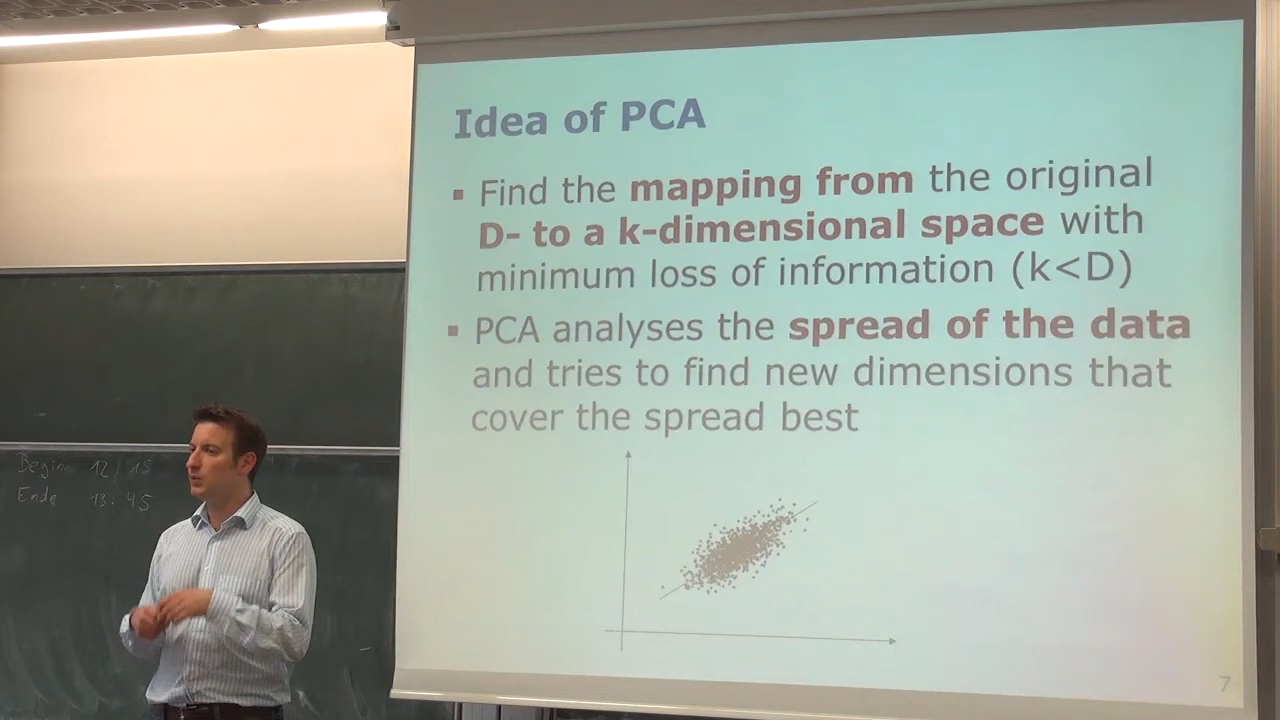 Idea of PCA
▪ Find the mapping from the original
D- to a k-dimensional space with
minimum loss of information (k<D)
▪ PCA analyses the spread of the data
and tries to find new dimensions that
cover the spread best
7
Beginn 12:15
Ende 13:45